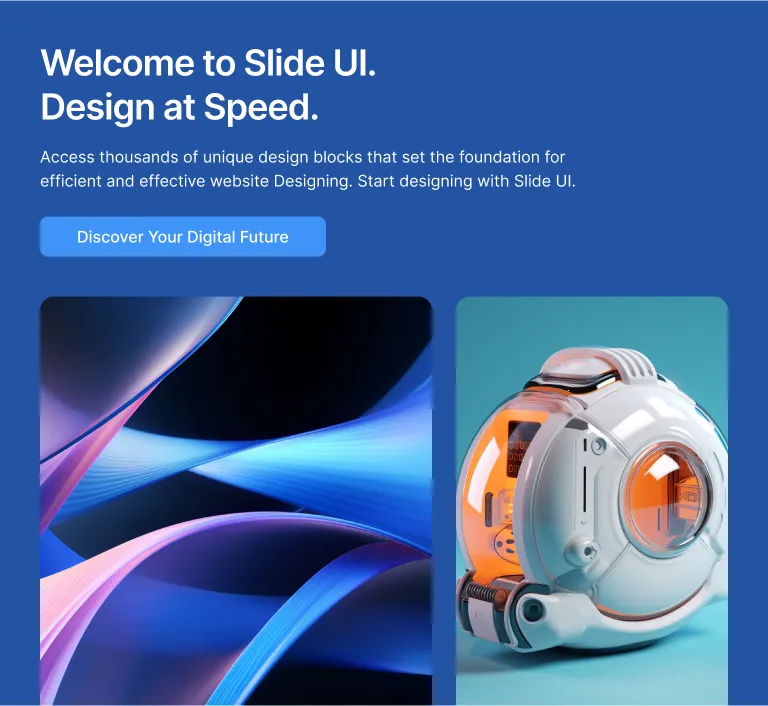 Welcome to Slide UI.
Design at Speed.
Access thousands of unique design blocks that set the foundation for
efficient and effective website Designing. Start designing with Slide UI.
Discover Your Digital Future